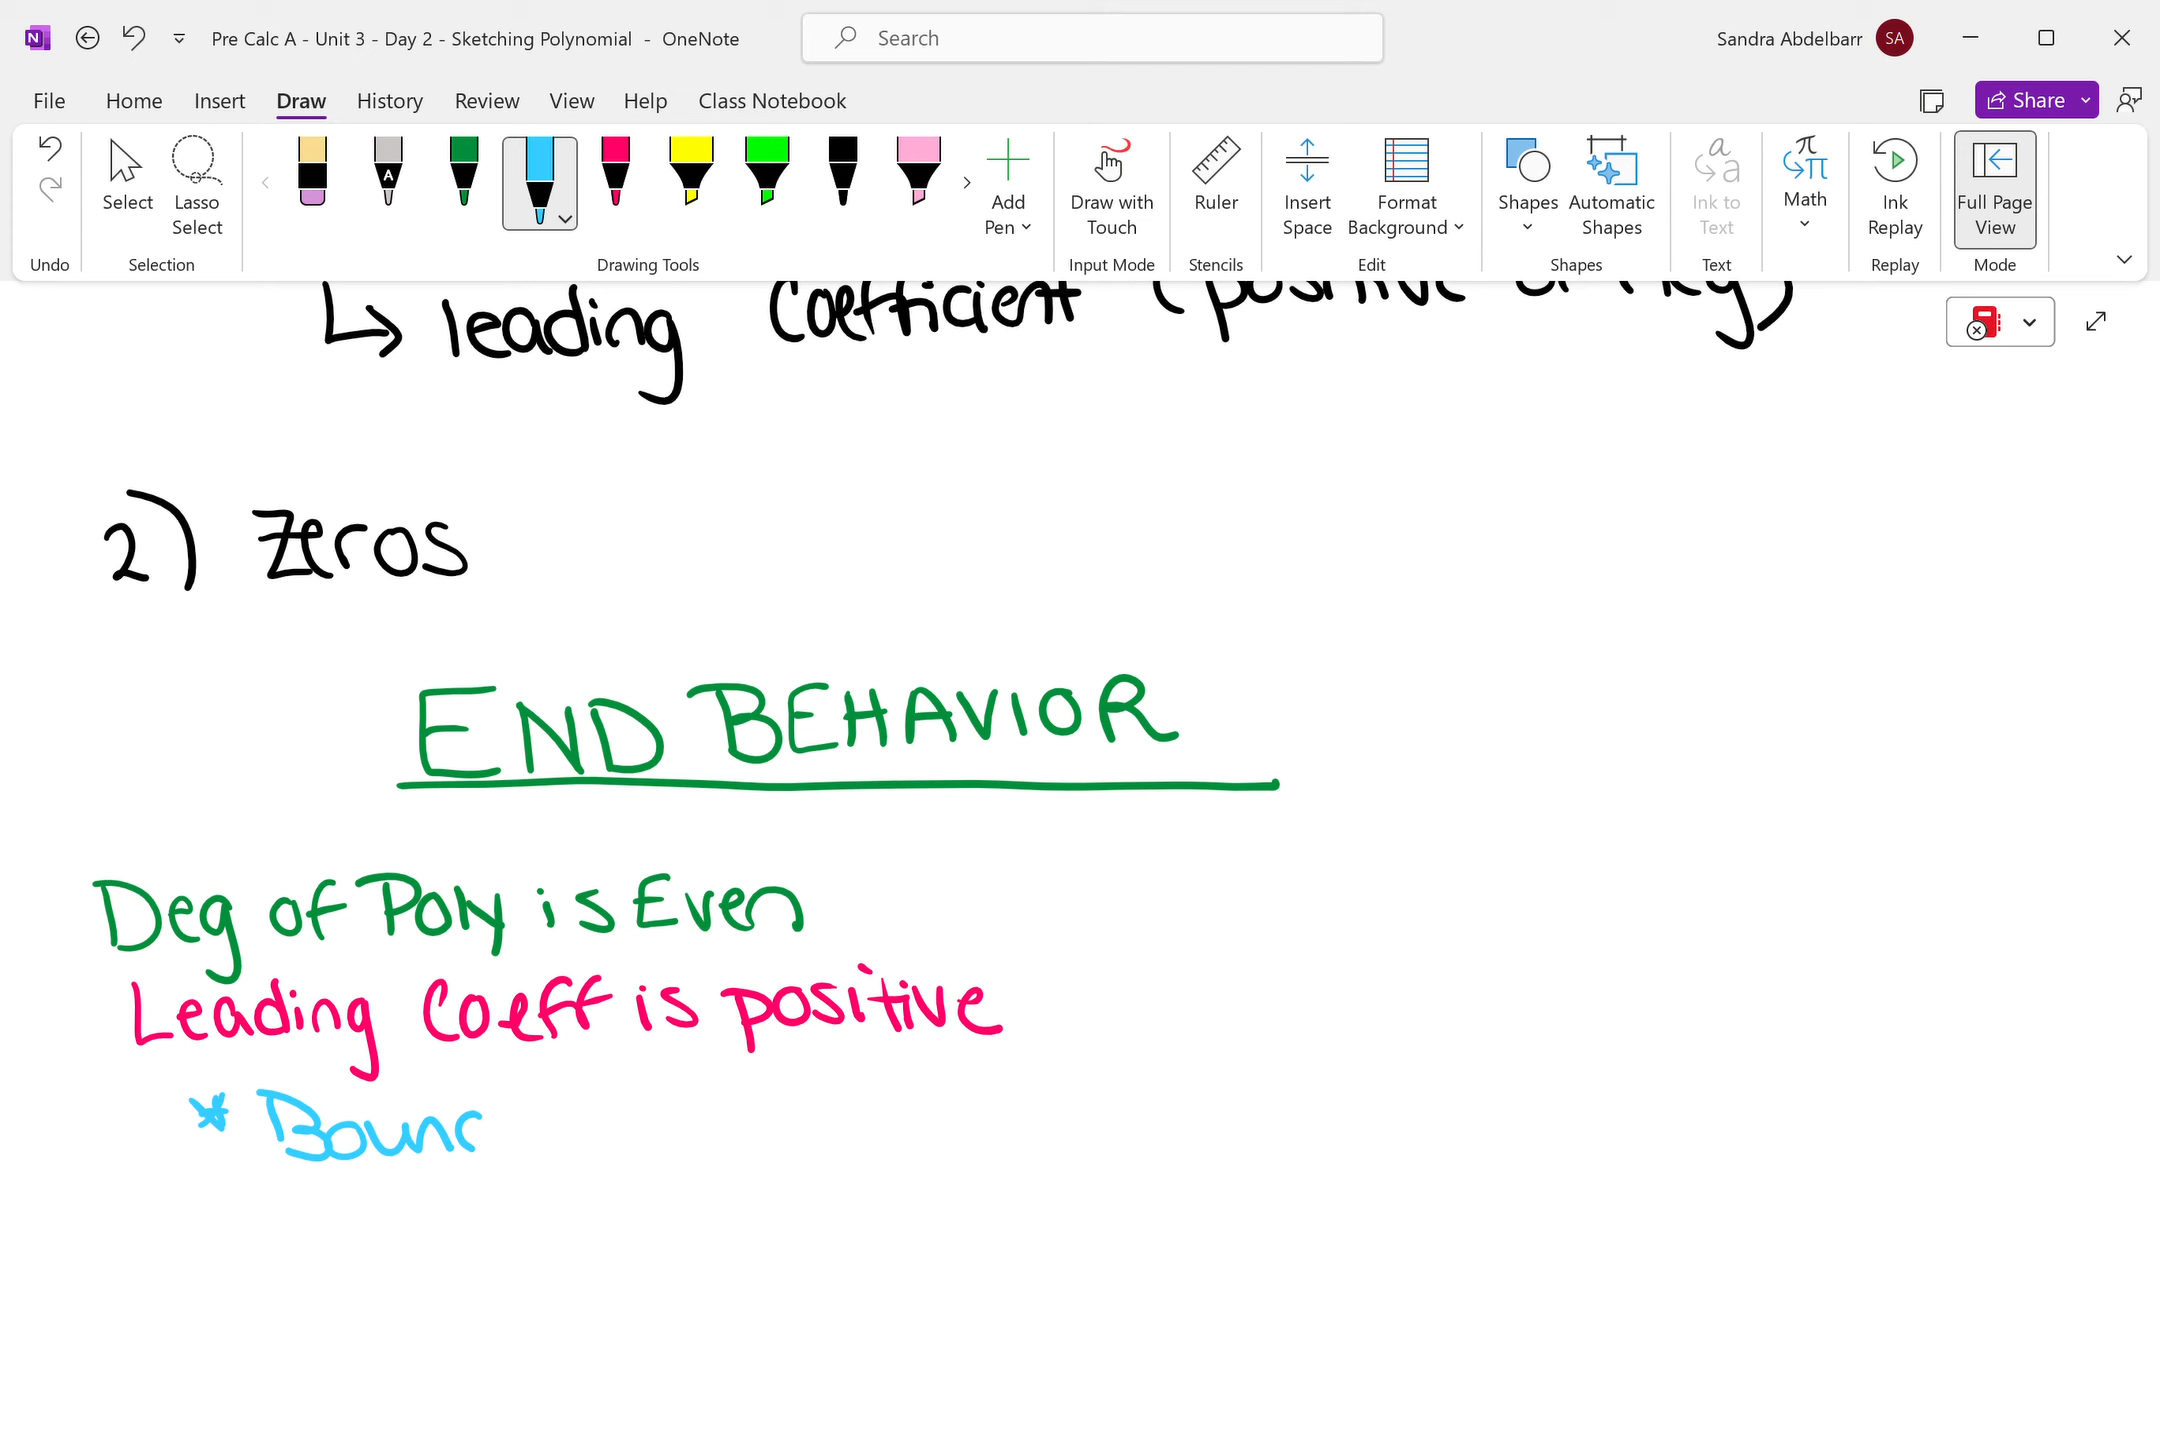 Pre Calc A - Unit 3 - Day 2 - Sketching Polynomial - OneNote
Search
Sandra Abdelbarr SA
File Home Insert Draw History Review View Help Class Notebook
Share
Select
Lasso Select
Add Pen
Draw with Touch
Ruler
Insert Space
Format Background
Shapes
Automatic Shapes
Ink to Text
Math
Ink Replay
Full Page View
Undo Selection Drawing Tools Input Mode Stencils Edit Shapes Text Replay Mode
↳ leading Coefficient (positive or neg)
2) Zeros
END BEHAVIOR
Deg of Poly is Even
Leading Coeff is positive
* Bounc